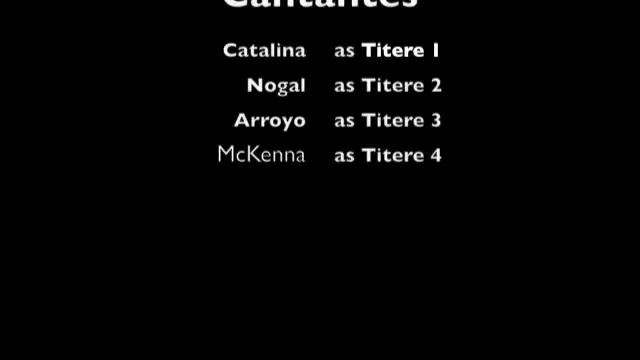 Cantantes
Catalina as Titere 1
Nogal as Titere 2
Arroyo as Titere 3
McKenna as Titere 4